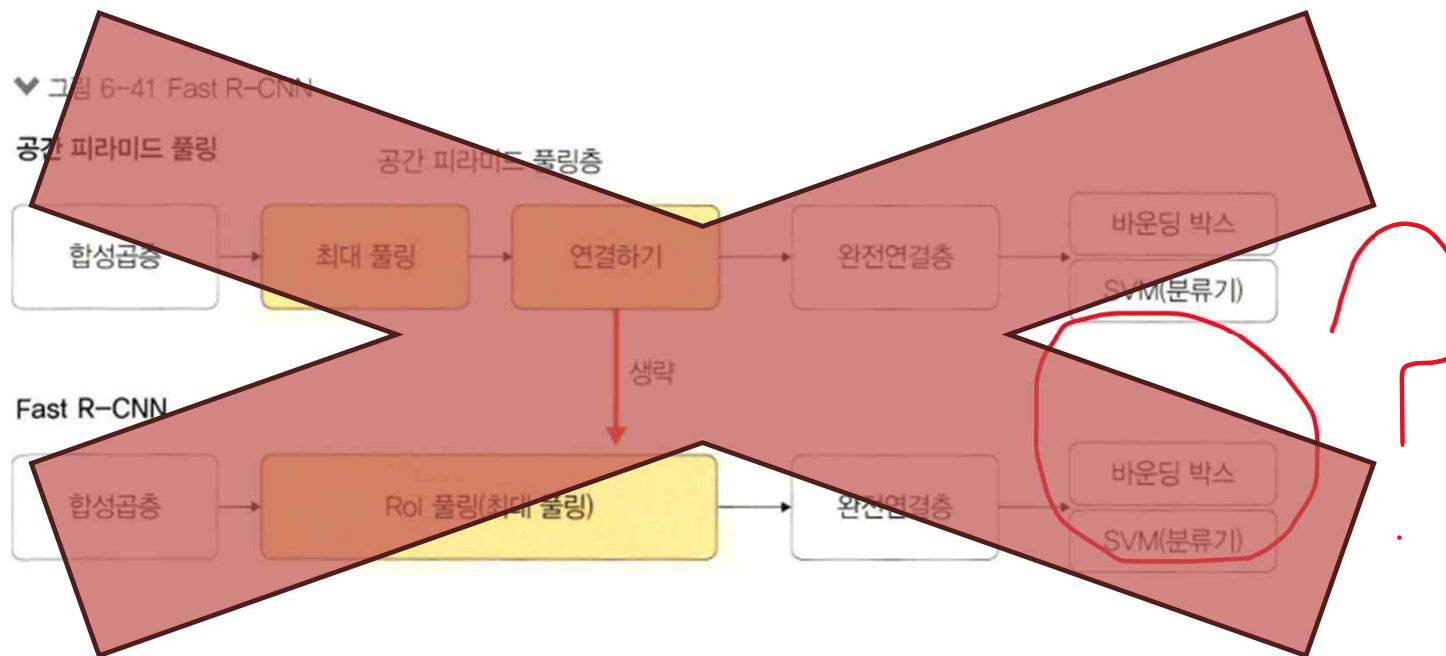 그림 6-41 Fast R-CNN
공간 피라미드 풀링
공간 피라미드 풀링층
합성곱층
최대 풀링
연결하기
완전연결층
바운딩 박스
SVM(분류기)
생략
Fast R-CNN
합성곱층
RoI 풀링(최대 풀링)
완전연결층
바운딩 박스
SVM(분류기)
?